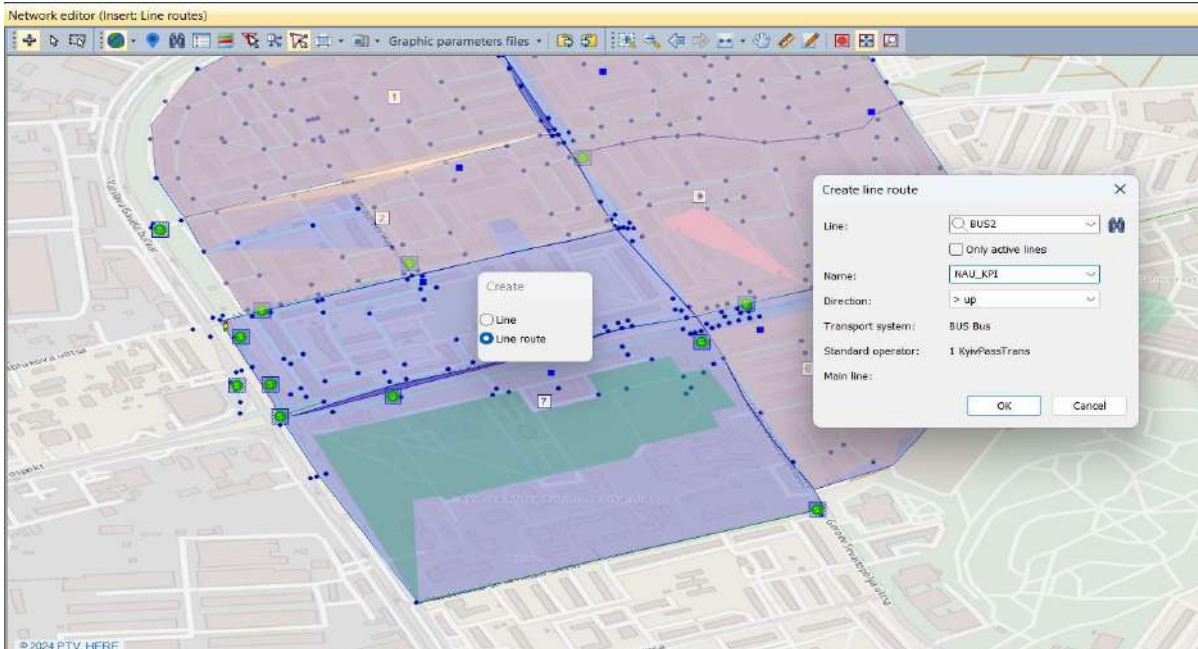 Network editor (Insert: Line routes)
Graphic parameters files
1
2
9
6
7
Create
Line
Line route
Create line route
Line:
BUS2
Only active lines
Name:
NAU_KPI
Direction:
> up
Transport system:
BUS Bus
Standard operator:
1 KyivPassTrans
Main line:
OK
Cancel
© 2024 PTV, HERE